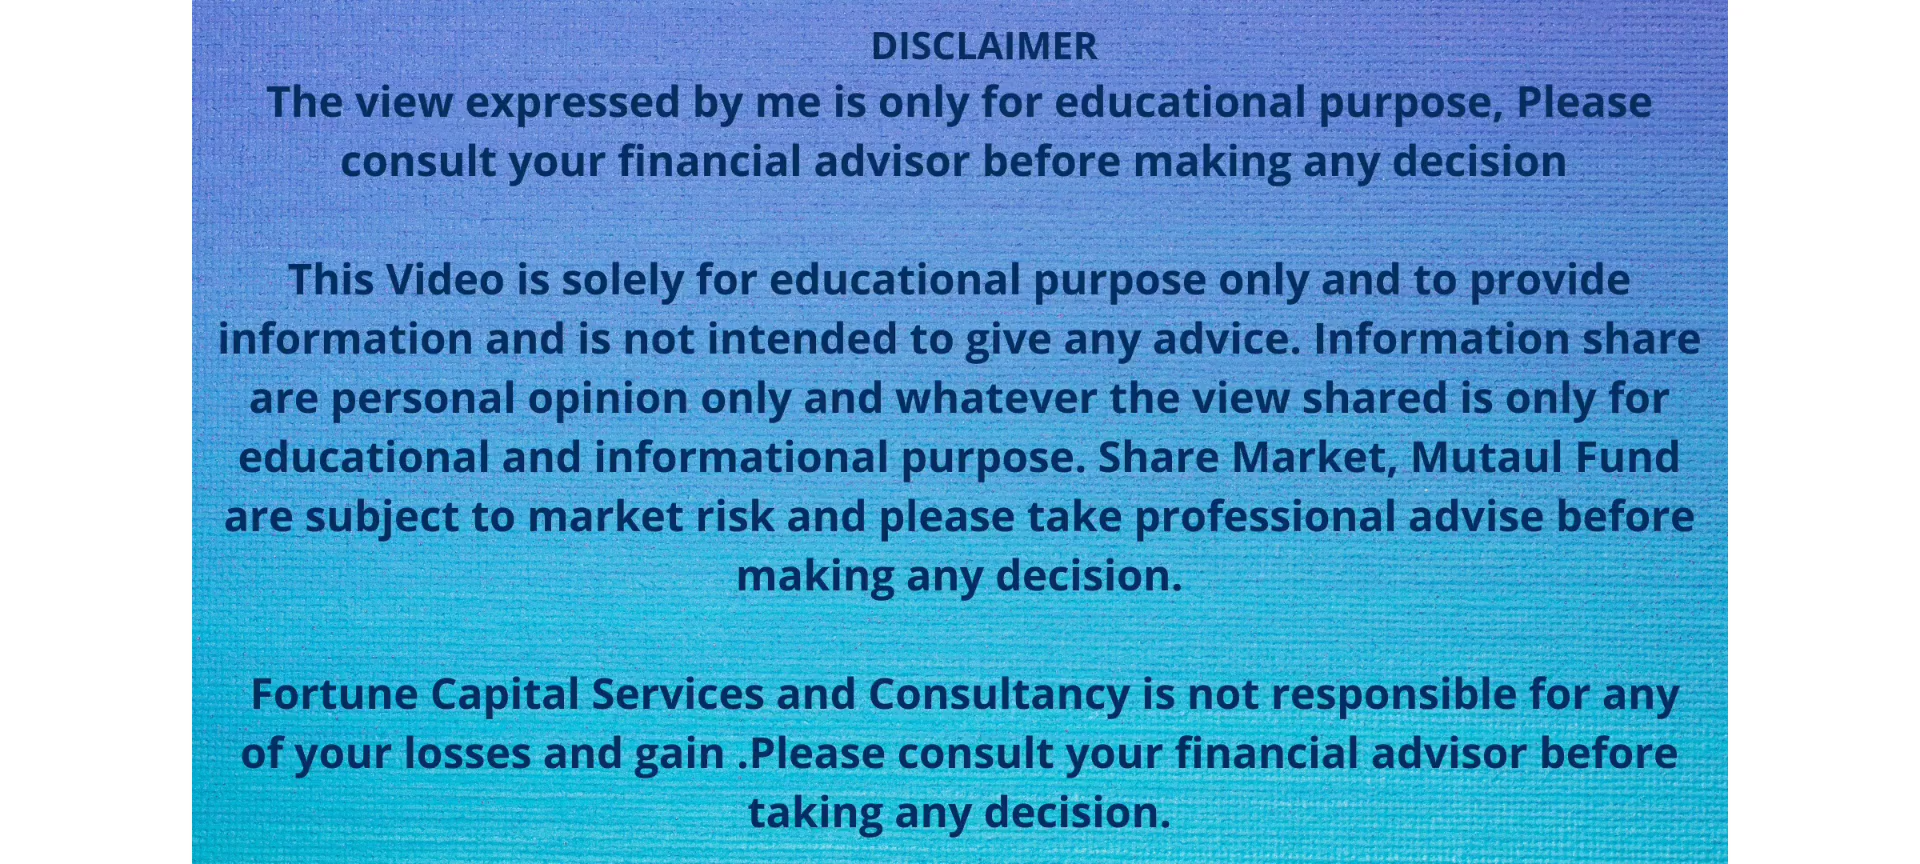 DISCLAIMER
The view expressed by me is only for educational purpose, Please
consult your financial advisor before making any decision
This Video is solely for educational purpose only and to provide
information and is not intended to give any advice. Information share
are personal opinion only and whatever the view shared is only for
educational and informational purpose. Share Market, Mutaul Fund
are subject to market risk and please take professional advise before
making any decision.
Fortune Capital Services and Consultancy is not responsible for any
of your losses and gain .Please consult your financial advisor before
taking any decision.